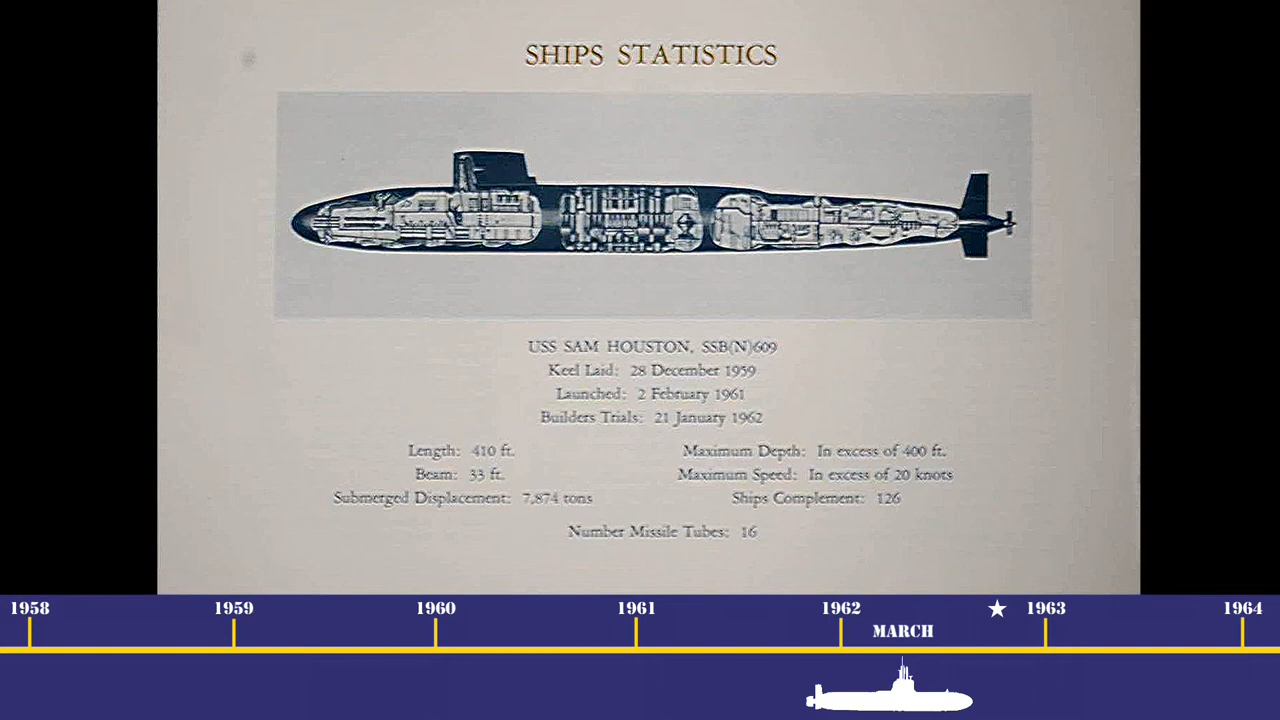 SHIPS STATISTICS
USS SAM HOUSTON, SSB(N)609
Keel Laid: 28 December 1959
Launched: 2 February 1961
Builders Trials: 21 January 1962
Length: 410 ft.
Beam: 33 ft.
Submerged Displacement: 7,874 tons
Maximum Depth: In excess of 400 ft.
Maximum Speed: In excess of 20 knots
Ships Complement: 126
Number Missile Tubes: 16
1958 1959 1960 1961 1962 1963 1964
MARCH